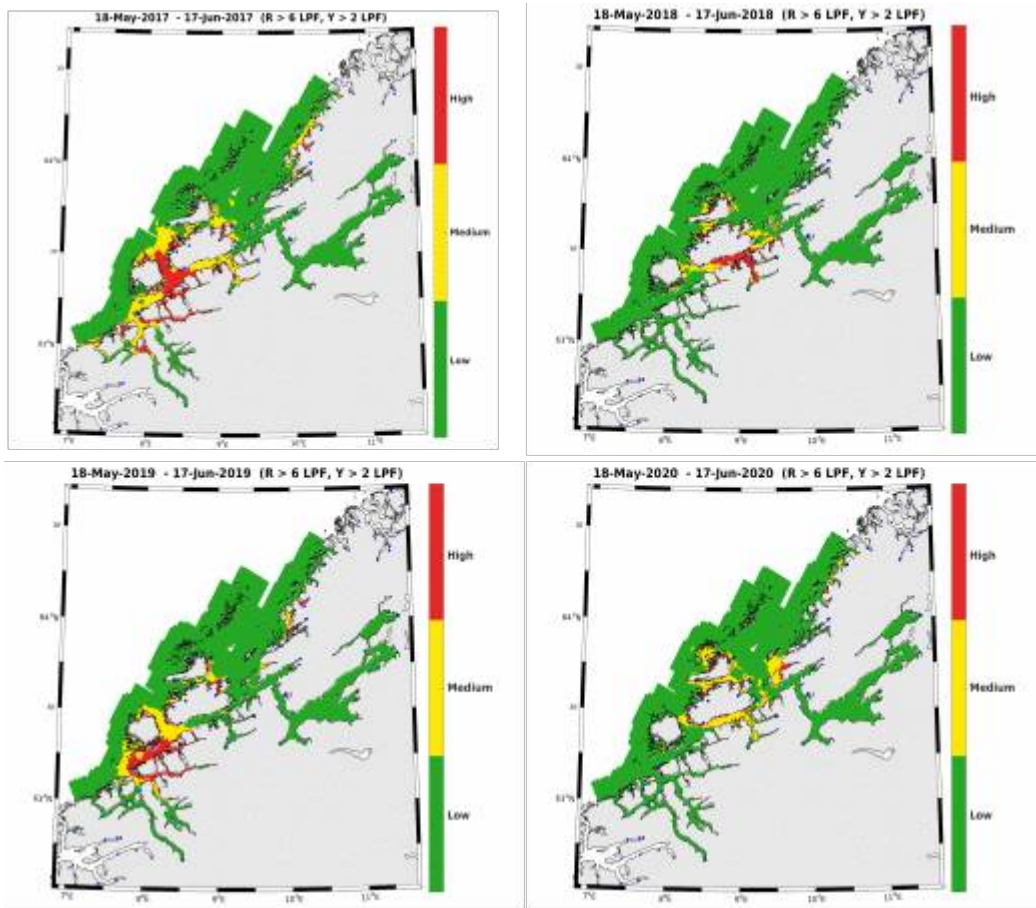 18-May-2017 - 17-Jun-2017 (R > 6 LPF, Y > 2 LPF)
High
Medium
Low
7°E
8°E
9°E
10°E
11°E
18-May-2018 - 17-Jun-2018 (R > 6 LPF, Y > 2 LPF)
High
Medium
Low
7°E
8°E
9°E
10°E
11°E
18-May-2019 - 17-Jun-2019 (R > 6 LPF, Y > 2 LPF)
High
Medium
Low
7°E
8°E
9°E
10°E
11°E
18-May-2020 - 17-Jun-2020 (R > 6 LPF, Y > 2 LPF)
High
Medium
Low
7°E
8°E
9°E
10°E
11°E